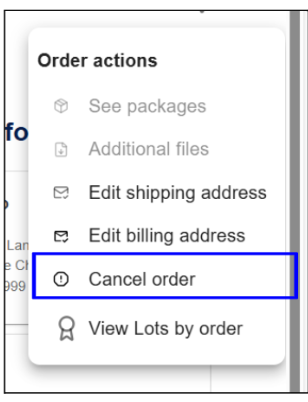 Order actions
See packages
fo
Additional files
Edit shipping address
Edit billing address
Lan
e Ch
999
Cancel order
View Lots by order